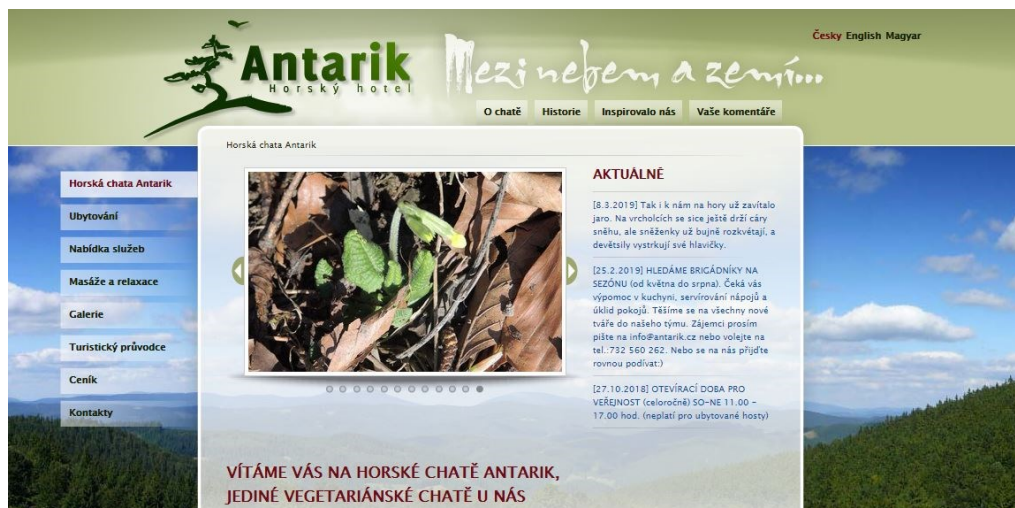 Česky English Magyar
Antarik
Horský hotel
Mezi nebem a zemí...
O chatě Historie Inspirovalo nás Vaše komentáře
Horská chata Antarik
Horská chata Antarik
Ubytování
Nabídka služeb
Masáže a relaxace
Galerie
Turistický průvodce
Ceník
Kontakty
AKTUÁLNĚ
[8.3.2019] Tak i k nám na hory už zavítalo
jaro. Na vrcholcích se sice ještě drží cáry
sněhu, ale sněženky už bujně rozkvétají, a
devětsily vystrkují své hlavičky.
[25.2.2019] HLEDÁME BRIGÁDNÍKY NA
SEZÓNU (od května do srpna). Čeká vás
výpomoc v kuchyni, servírování nápojů a
úklid pokojů. Těšíme se na všechny nové
tváře do našeho týmu. Zájemci prosím
pište na info@antarik.cz nebo volejte na
tel.:732 560 262. Nebo se na nás přijďte
rovnou podívat:)
[27.10.2018] OTEVÍRACÍ DOBA PRO
VEŘEJNOST (celoročně) SO-NE 11.00 -
17.00 hod. (neplatí pro ubytované hosty)
VÍTÁME VÁS NA HORSKÉ CHATĚ ANTARIK,
JEDINÉ VEGETARIÁNSKÉ CHATĚ U NÁS